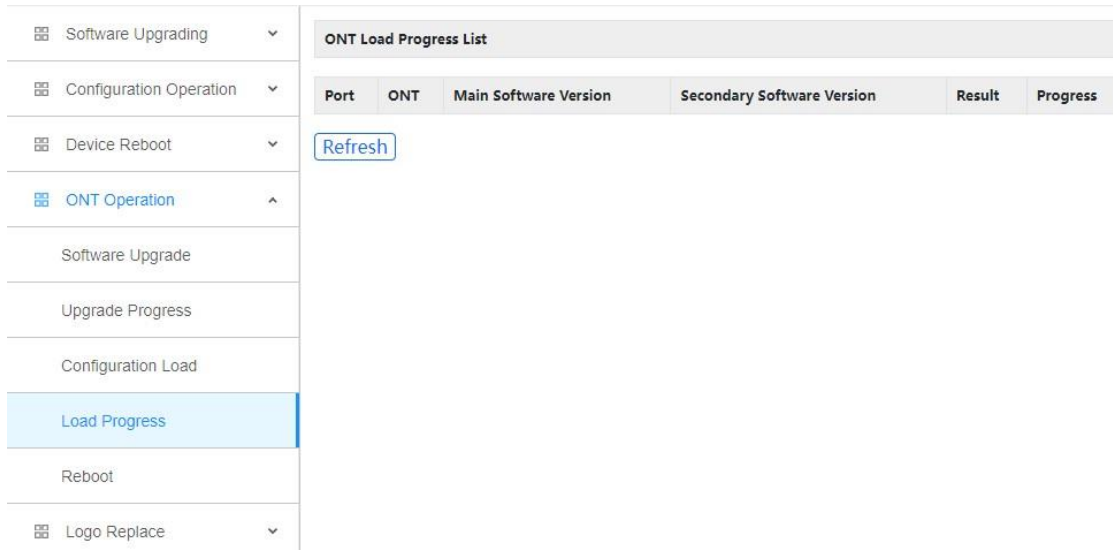 Software Upgrading
Configuration Operation
Device Reboot
ONT Operation
Software Upgrade
Upgrade Progress
Configuration Load
Load Progress
Reboot
Logo Replace
ONT Load Progress List
Port ONT Main Software Version Secondary Software Version Result Progress
Refresh